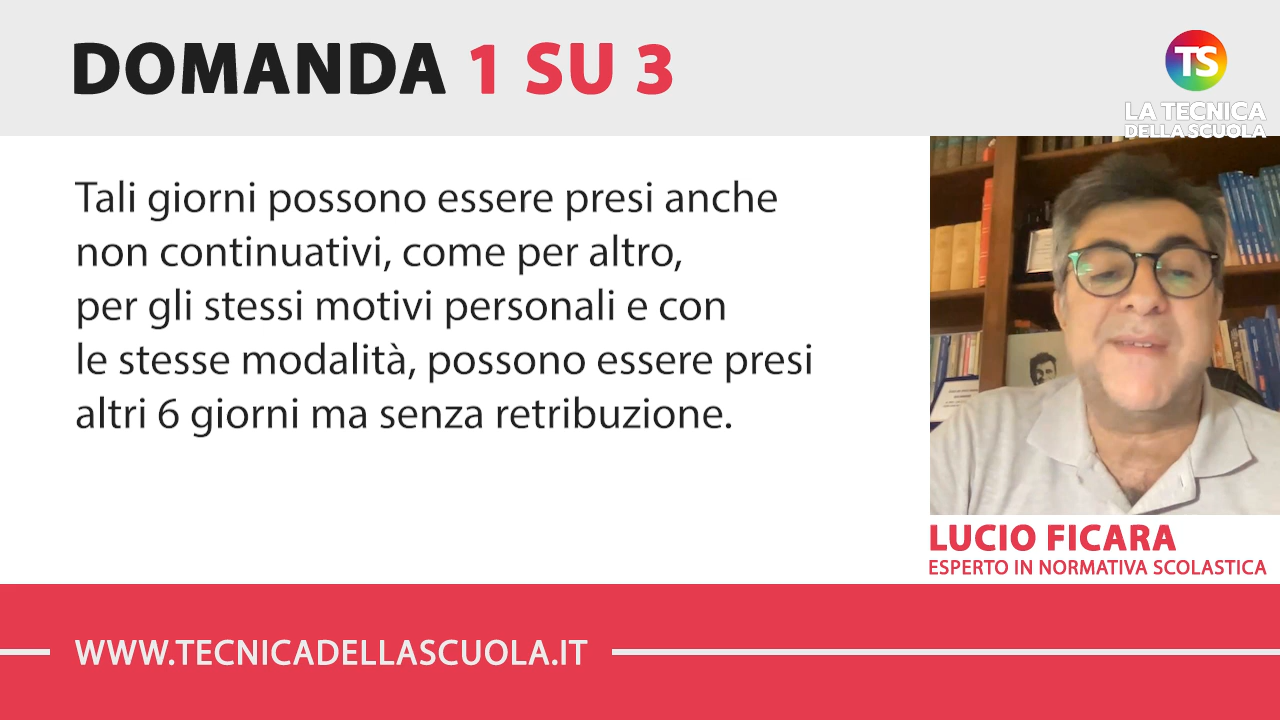 DOMANDA 1 SU 3
TS
LA TECNICA
DELLA SCUOLA
Tali giorni possono essere presi anche
non continuativi, come per altro,
per gli stessi motivi personali e con
le stesse modalità, possono essere presi
altri 6 giorni ma senza retribuzione.
LUCIO FICARA
ESPERTO IN NORMATIVA SCOLASTICA
WWW.TECNICADELLASCUOLA.IT